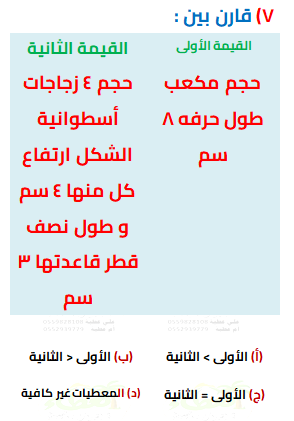 ٧) قارن بين :
القيمة الأولى
القيمة الثانية
حجم مكعب
طول حرفه ٨
سم
حجم ٤ زجاجات
أسطوانية
الشكل ارتفاع
كل منها ٤ سم
و طول نصف
قطر قاعدتها ٣
سم
(أ) الأولى > الثانية
(ب) الأولى < الثانية
(ج) الأولى = الثانية
(د) المعطيات غير كافية